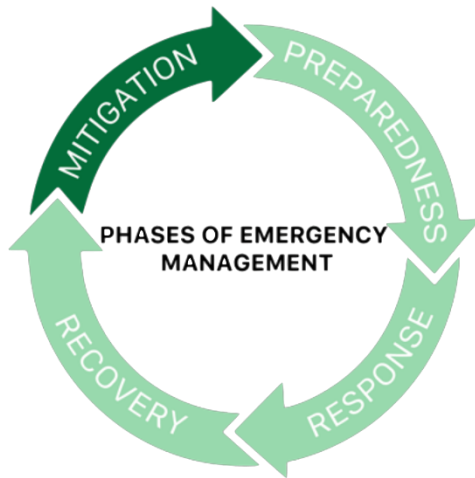 MITIGATION
PREPAREDNESS
PHASES OF EMERGENCY
MANAGEMENT
RECOVERY
RESPONSE